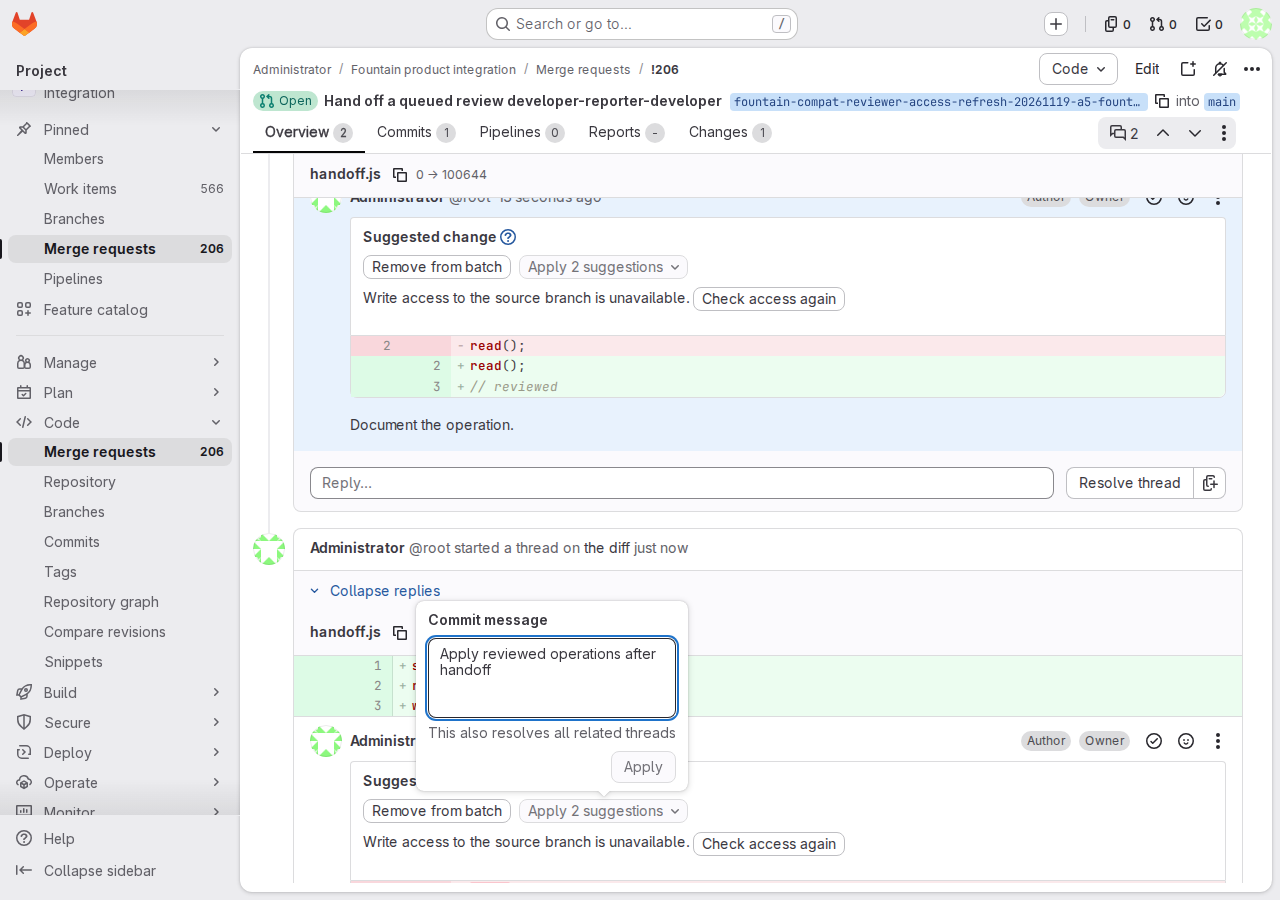 Search or go to...
/
0
0
0
Project
Integration
Pinned
Members
Work items 566
Branches
Merge requests 206
Pipelines
Feature catalog
Manage
Plan
Code
Merge requests 206
Repository
Branches
Commits
Tags
Repository graph
Compare revisions
Snippets
Build
Secure
Deploy
Operate
Monitor
Help
Collapse sidebar
Administrator / Fountain product integration / Merge requests / !206
Code
Edit
Open Hand off a queued review developer-reporter-developer fountain-compat-reviewer-access-refresh-20261119-a5-fount… into main
Overview 2
Commits 1
Pipelines 0
Reports -
Changes 1
2
handoff.js 0 → 100644
Administrator @root 15 seconds ago Author Owner
Suggested change
Remove from batch Apply 2 suggestions
Write access to the source branch is unavailable. Check access again
2 - read();
2 + read();
3 + // reviewed
Document the operation.
Reply…
Resolve thread
Administrator @root started a thread on the diff just now
Collapse replies
handoff.js
1 +
2 +
3 +
Commit message
Apply reviewed operations after
handoff
This also resolves all related threads
Apply
Author Owner
Remove from batch Apply 2 suggestions
Write access to the source branch is unavailable. Check access again